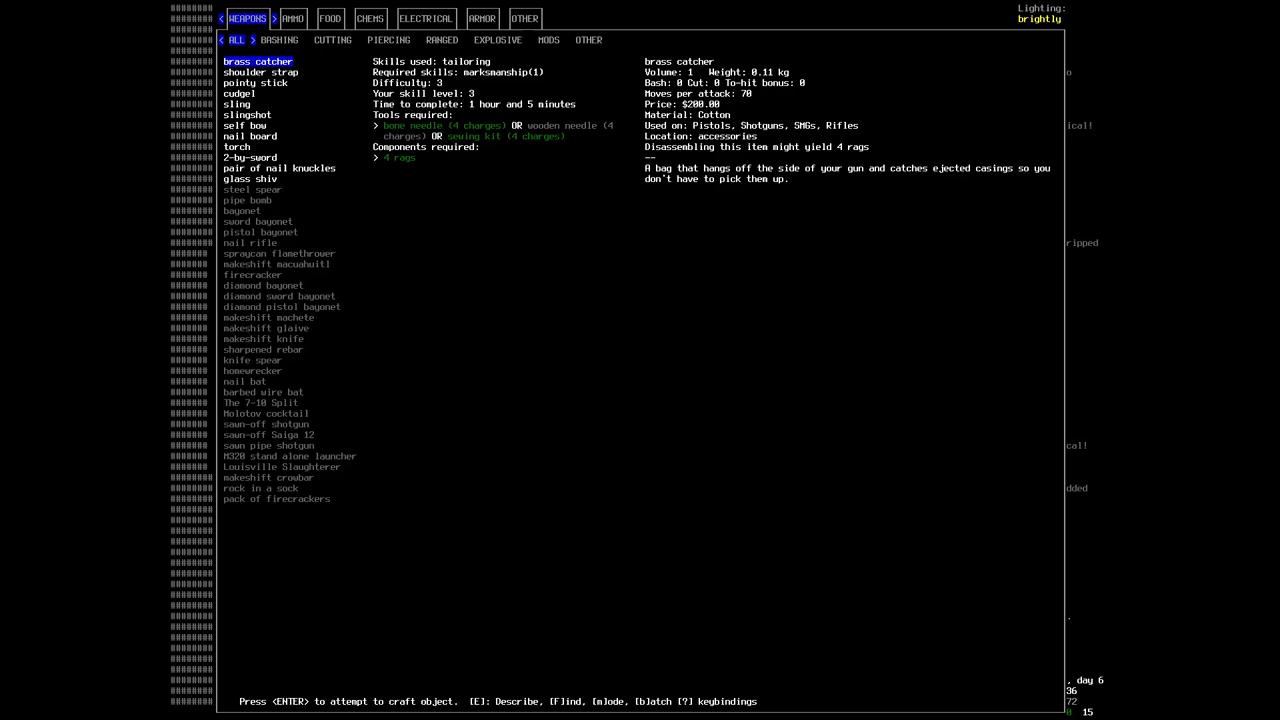 Lighting:
brightly
< WEAPONS > AMMO FOOD CHEMS ELECTRICAL ARMOR OTHER
< ALL > BASHING CUTTING PIERCING RANGED EXPLOSIVE MODS OTHER
brass catcher
shoulder strap
pointy stick
cudgel
sling
slingshot
self bow
nail board
torch
2-by-sword
pair of nail knuckles
glass shiv
steel spear
pipe bomb
bayonet
sword bayonet
pistol bayonet
nail rifle
spraycan flamethrower
makeshift macuahuitl
firecracker
diamond bayonet
diamond sword bayonet
diamond pistol bayonet
makeshift machete
makeshift glaive
makeshift knife
sharpened rebar
knife spear
homewrecker
nail bat
barbed wire bat
The 7-10 Split
Molotov cocktail
sawn-off shotgun
sawn-off Saiga 12
sawn pipe shotgun
M320 stand alone launcher
Louisville Slaughterer
makeshift crowbar
rock in a sock
pack of firecrackers
Skills used: tailoring
Required skills: marksmanship(1)
Difficulty: 3
Your skill level: 3
Time to complete: 1 hour and 5 minutes
Tools required:
> bone needle (4 charges) OR wooden needle (4
charges) OR sewing kit (4 charges)
Components required:
> 4 rags
brass catcher
Volume: 1 Weight: 0.11 kg
Bash: 0 Cut: 0 To-hit bonus: 0
Moves per attack: 70
Price: $200.00
Material: Cotton
Used on: Pistols, Shotguns, SMGs, Rifles
Location: accessories
Disassembling this item might yield 4 rags
--
A bag that hangs off the side of your gun and catches ejected casings so you
don't have to pick them up.
o
ical!
ripped
cal!
dded
.
, day 6
36
72
0 15
Press <ENTER> to attempt to craft object. [E]: Describe, [F]ind, [m]ode, [b]atch [?] keybindings